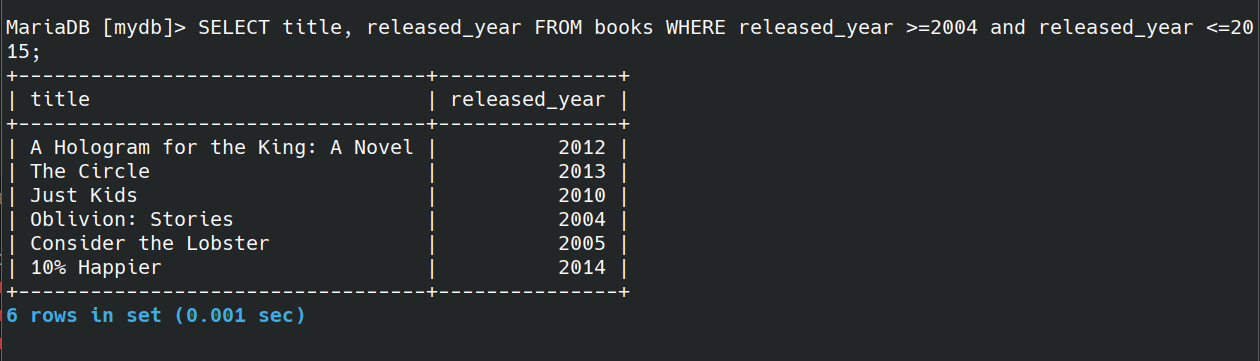 MariaDB [mydb]> SELECT title, released_year FROM books WHERE released_year >=2004 and released_year <=20
15;
+----------------------------------+---------------+
| title                            | released_year |
+----------------------------------+---------------+
| A Hologram for the King: A Novel |          2012 |
| The Circle                       |          2013 |
| Just Kids                        |          2010 |
| Oblivion: Stories                |          2004 |
| Consider the Lobster             |          2005 |
| 10% Happier                      |          2014 |
+----------------------------------+---------------+
6 rows in set (0.001 sec)